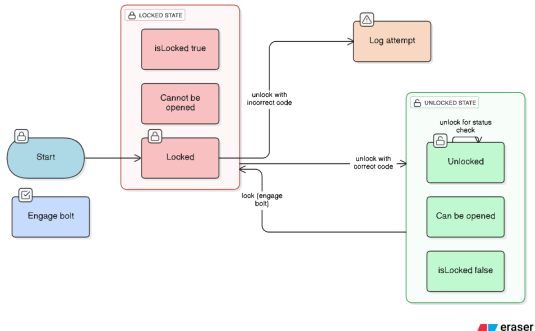 LOCKED STATE
isLocked true
Cannot be
opened
Locked
Start
Engage bolt
Log attempt
unlock with
incorrect code
unlock with
correct code
lock (engage
bolt)
UNLOCKED STATE
unlock for status
check
Unlocked
Can be opened
isLocked false
eraser